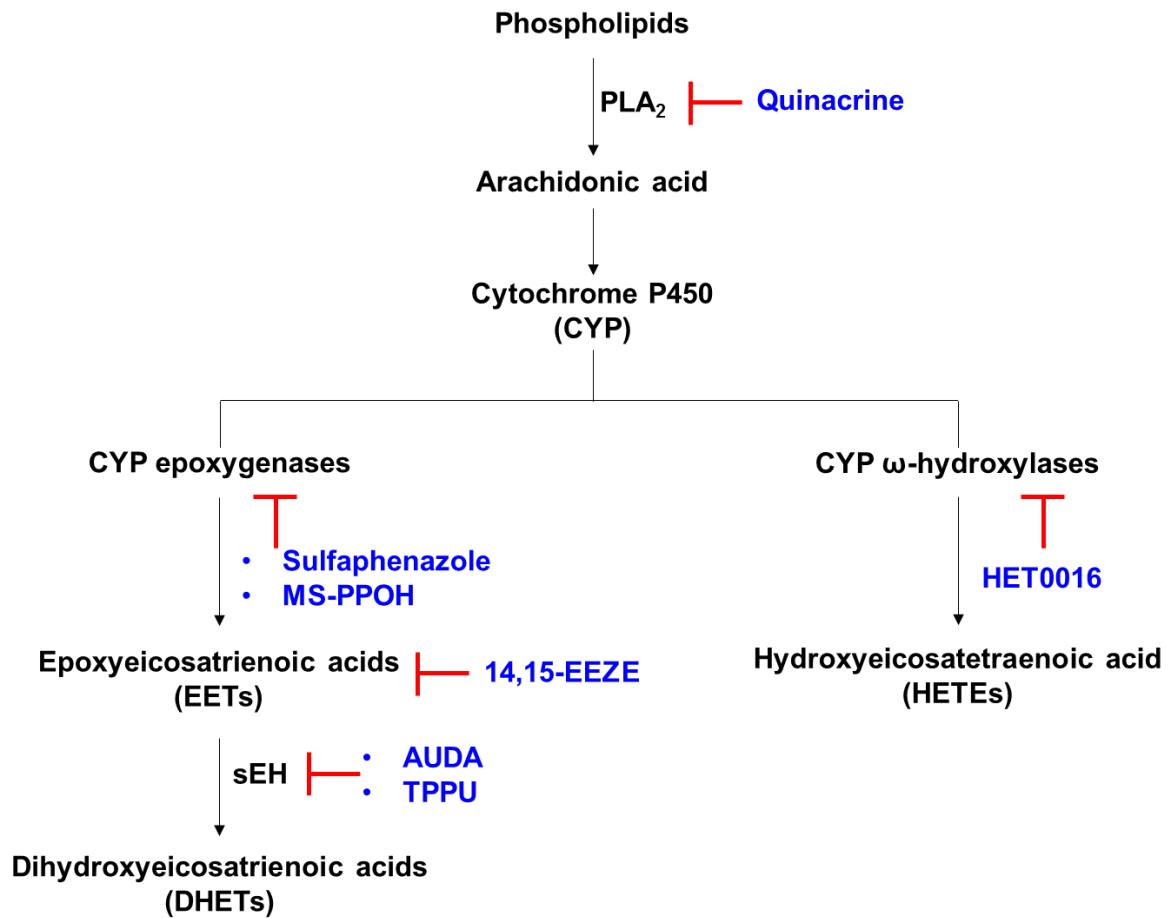 Phospholipids
PLA₂
Quinacrine
Arachidonic acid
Cytochrome P450
(CYP)
CYP epoxygenases
CYP ω-hydroxylases
• Sulfaphenazole
• MS-PPOH
HET0016
Epoxyeicosatrienoic acids
(EETs)
14,15-EEZE
Hydroxyeicosatetraenoic acid
(HETEs)
sEH
• AUDA
• TPPU
Dihydroxyeicosatrienoic acids
(DHETs)